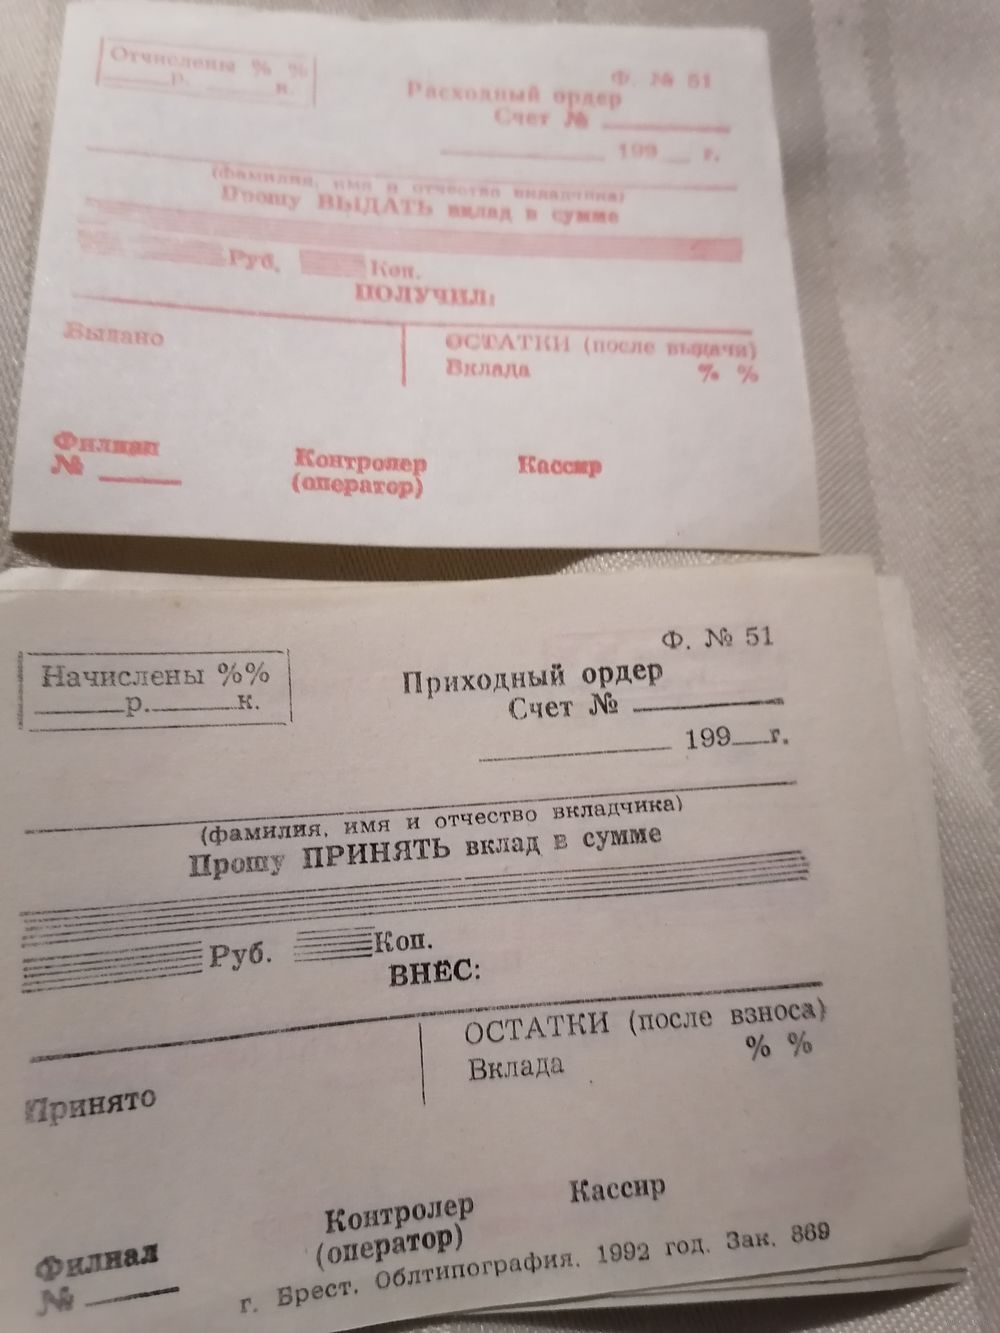 Отчислены % %
р. к.
Ф. № 51
Расходный ордер
Счет №
199 г.
(фамилия, имя и отчество вкладчика)
Прошу ВЫДАТЬ вклад в сумме
Руб. Коп.
ПОЛУЧИЛ:
Выдано
ОСТАТКИ (после выдачи)
Вклада % %
Филиал
№
Контролер
(оператор)
Кассир
Начислены %%
р. к.
Ф. № 51
Приходный ордер
Счет №
199 г.
(фамилия, имя и отчество вкладчика)
Прошу ПРИНЯТЬ вклад в сумме
Руб. Коп.
ВНЕС:
Принято
ОСТАТКИ (после взноса)
Вклада % %
Филиал
№
Контролер
(оператор)
Кассир
г. Брест. Облтипография. 1992 год. Зак. 869